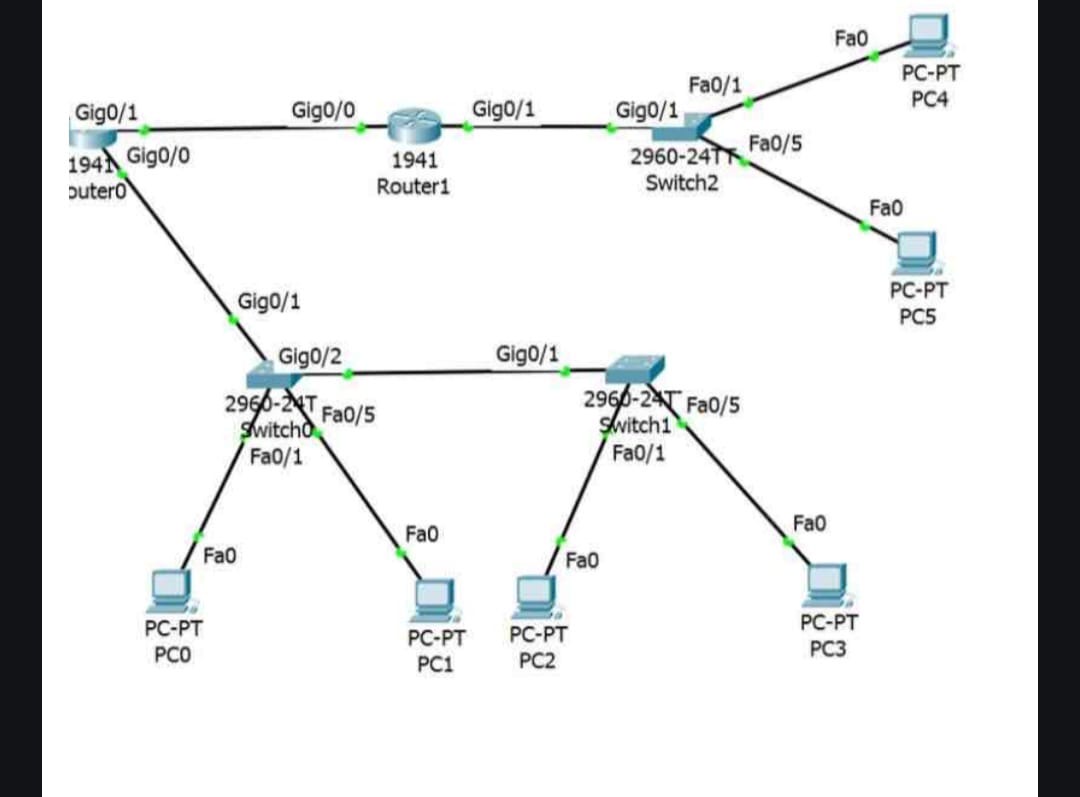 Fa0
PC-PT
PC4
Fa0/1
Gig0/1
Gig0/0
Gig0/1
Gig0/1
Fa0/5
1941
outer0
Gig0/0
1941
Router1
2960-24TT
Switch2
Fa0
PC-PT
PC5
Gig0/1
Gig0/2
Gig0/1
2960-24T
Switch0
Fa0/5
Fa0/1
2960-24T
Switch1
Fa0/5
Fa0/1
Fa0
Fa0
Fa0
Fa0
PC-PT
PC0
PC-PT
PC1
PC-PT
PC2
PC-PT
PC3